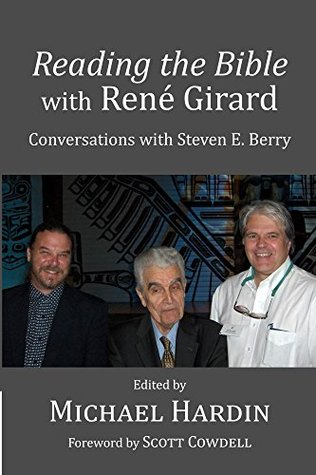 Reading the Bible
with René Girard
Conversations with Steven E. Berry
Edited by
MICHAEL HARDIN
Foreword by SCOTT COWDELL